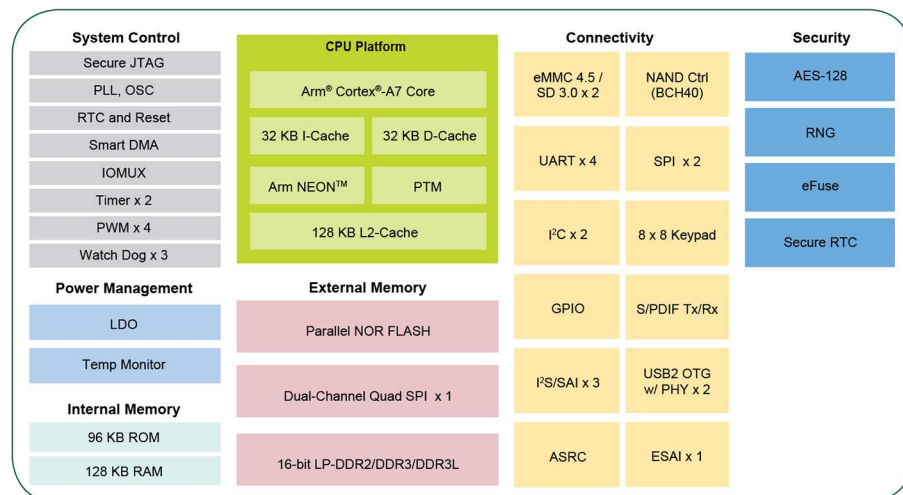 System Control
Secure JTAG
PLL, OSC
RTC and Reset
Smart DMA
IOMUX
Timer x 2
PWM x 4
Watch Dog x 3
Power Management
LDO
Temp Monitor
Internal Memory
96 KB ROM
128 KB RAM
CPU Platform
Arm® Cortex®-A7 Core
32 KB I-Cache
32 KB D-Cache
Arm NEON™
PTM
128 KB L2-Cache
External Memory
Parallel NOR FLASH
Dual-Channel Quad SPI x 1
16-bit LP-DDR2/DDR3/DDR3L
Connectivity
eMMC 4.5 /
SD 3.0 x 2
NAND Ctrl
(BCH40)
UART x 4
SPI x 2
I²C x 2
8 x 8 Keypad
GPIO
S/PDIF Tx/Rx
I²S/SAI x 3
USB2 OTG
w/ PHY x 2
ASRC
ESAI x 1
Security
AES-128
RNG
eFuse
Secure RTC